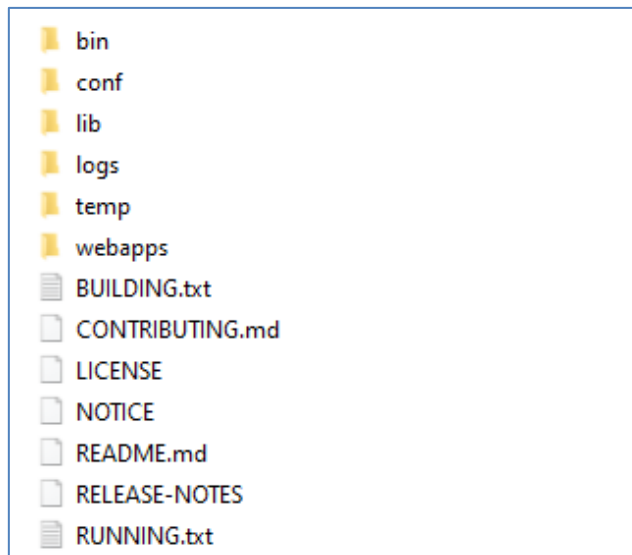 bin
conf
lib
logs
temp
webapps
BUILDING.txt
CONTRIBUTING.md
LICENSE
NOTICE
README.md
RELEASE-NOTES
RUNNING.txt